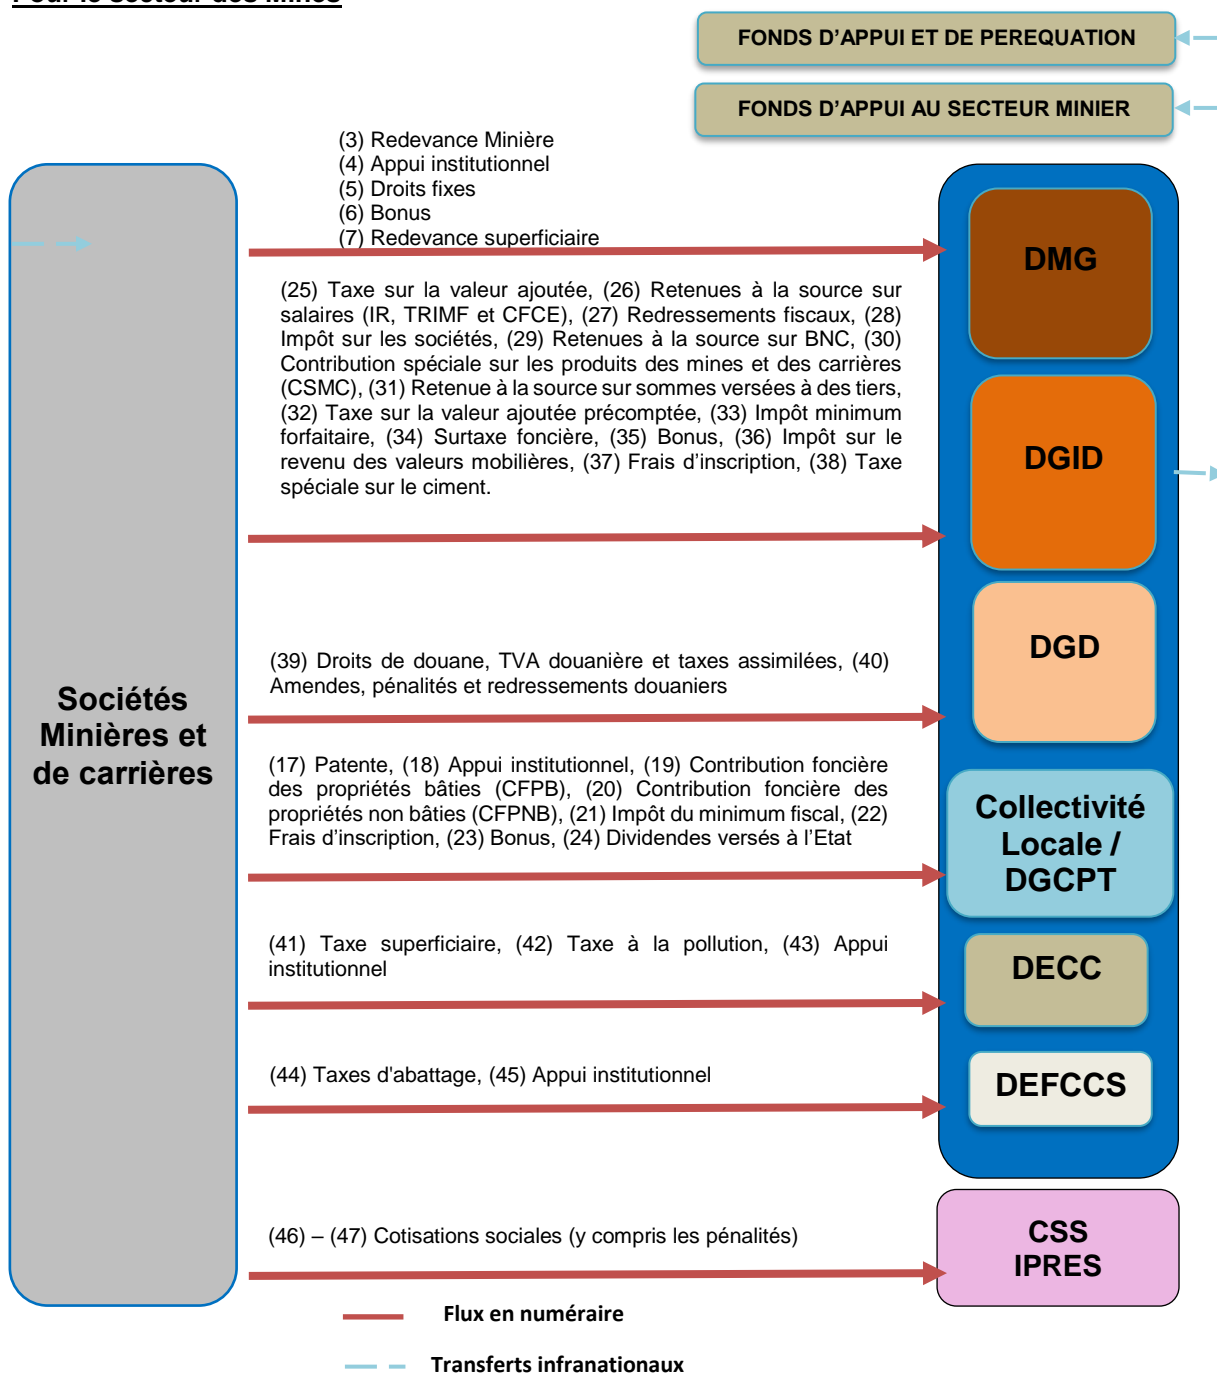 Pour le secteur des Mines
FONDS D’APPUI ET DE PEREQUATION
FONDS D’APPUI AU SECTEUR MINIER
(3) Redevance Minière
(4) Appui institutionnel
(5) Droits fixes
(6) Bonus
(7) Redevance superficiaire
DMG
(25) Taxe sur la valeur ajoutée, (26) Retenues à la source sur
salaires (IR, TRIMF et CFCE), (27) Redressements fiscaux, (28)
Impôt sur les sociétés, (29) Retenues à la source sur BNC, (30)
Contribution spéciale sur les produits des mines et des carrières
(CSMC), (31) Retenue à la source sur sommes versées à des tiers,
(32) Taxe sur la valeur ajoutée précomptée, (33) Impôt minimum
forfaitaire, (34) Surtaxe foncière, (35) Bonus, (36) Impôt sur le
revenu des valeurs mobilières, (37) Frais d’inscription, (38) Taxe
spéciale sur le ciment.
DGID
(39) Droits de douane, TVA douanière et taxes assimilées, (40)
Amendes, pénalités et redressements douaniers
DGD
Sociétés
Minières et
de carrières
(17) Patente, (18) Appui institutionnel, (19) Contribution foncière
des propriétés bâties (CFPB), (20) Contribution foncière des
propriétés non bâties (CFPNB), (21) Impôt du minimum fiscal, (22)
Frais d’inscription, (23) Bonus, (24) Dividendes versés à l’Etat
Collectivité
Locale /
DGCPT
(41) Taxe superficiaire, (42) Taxe à la pollution, (43) Appui
institutionnel
DECC
(44) Taxes d'abattage, (45) Appui institutionnel
DEFCCS
(46) – (47) Cotisations sociales (y compris les pénalités)
CSS
IPRES
Flux en numéraire
Transferts infranationaux